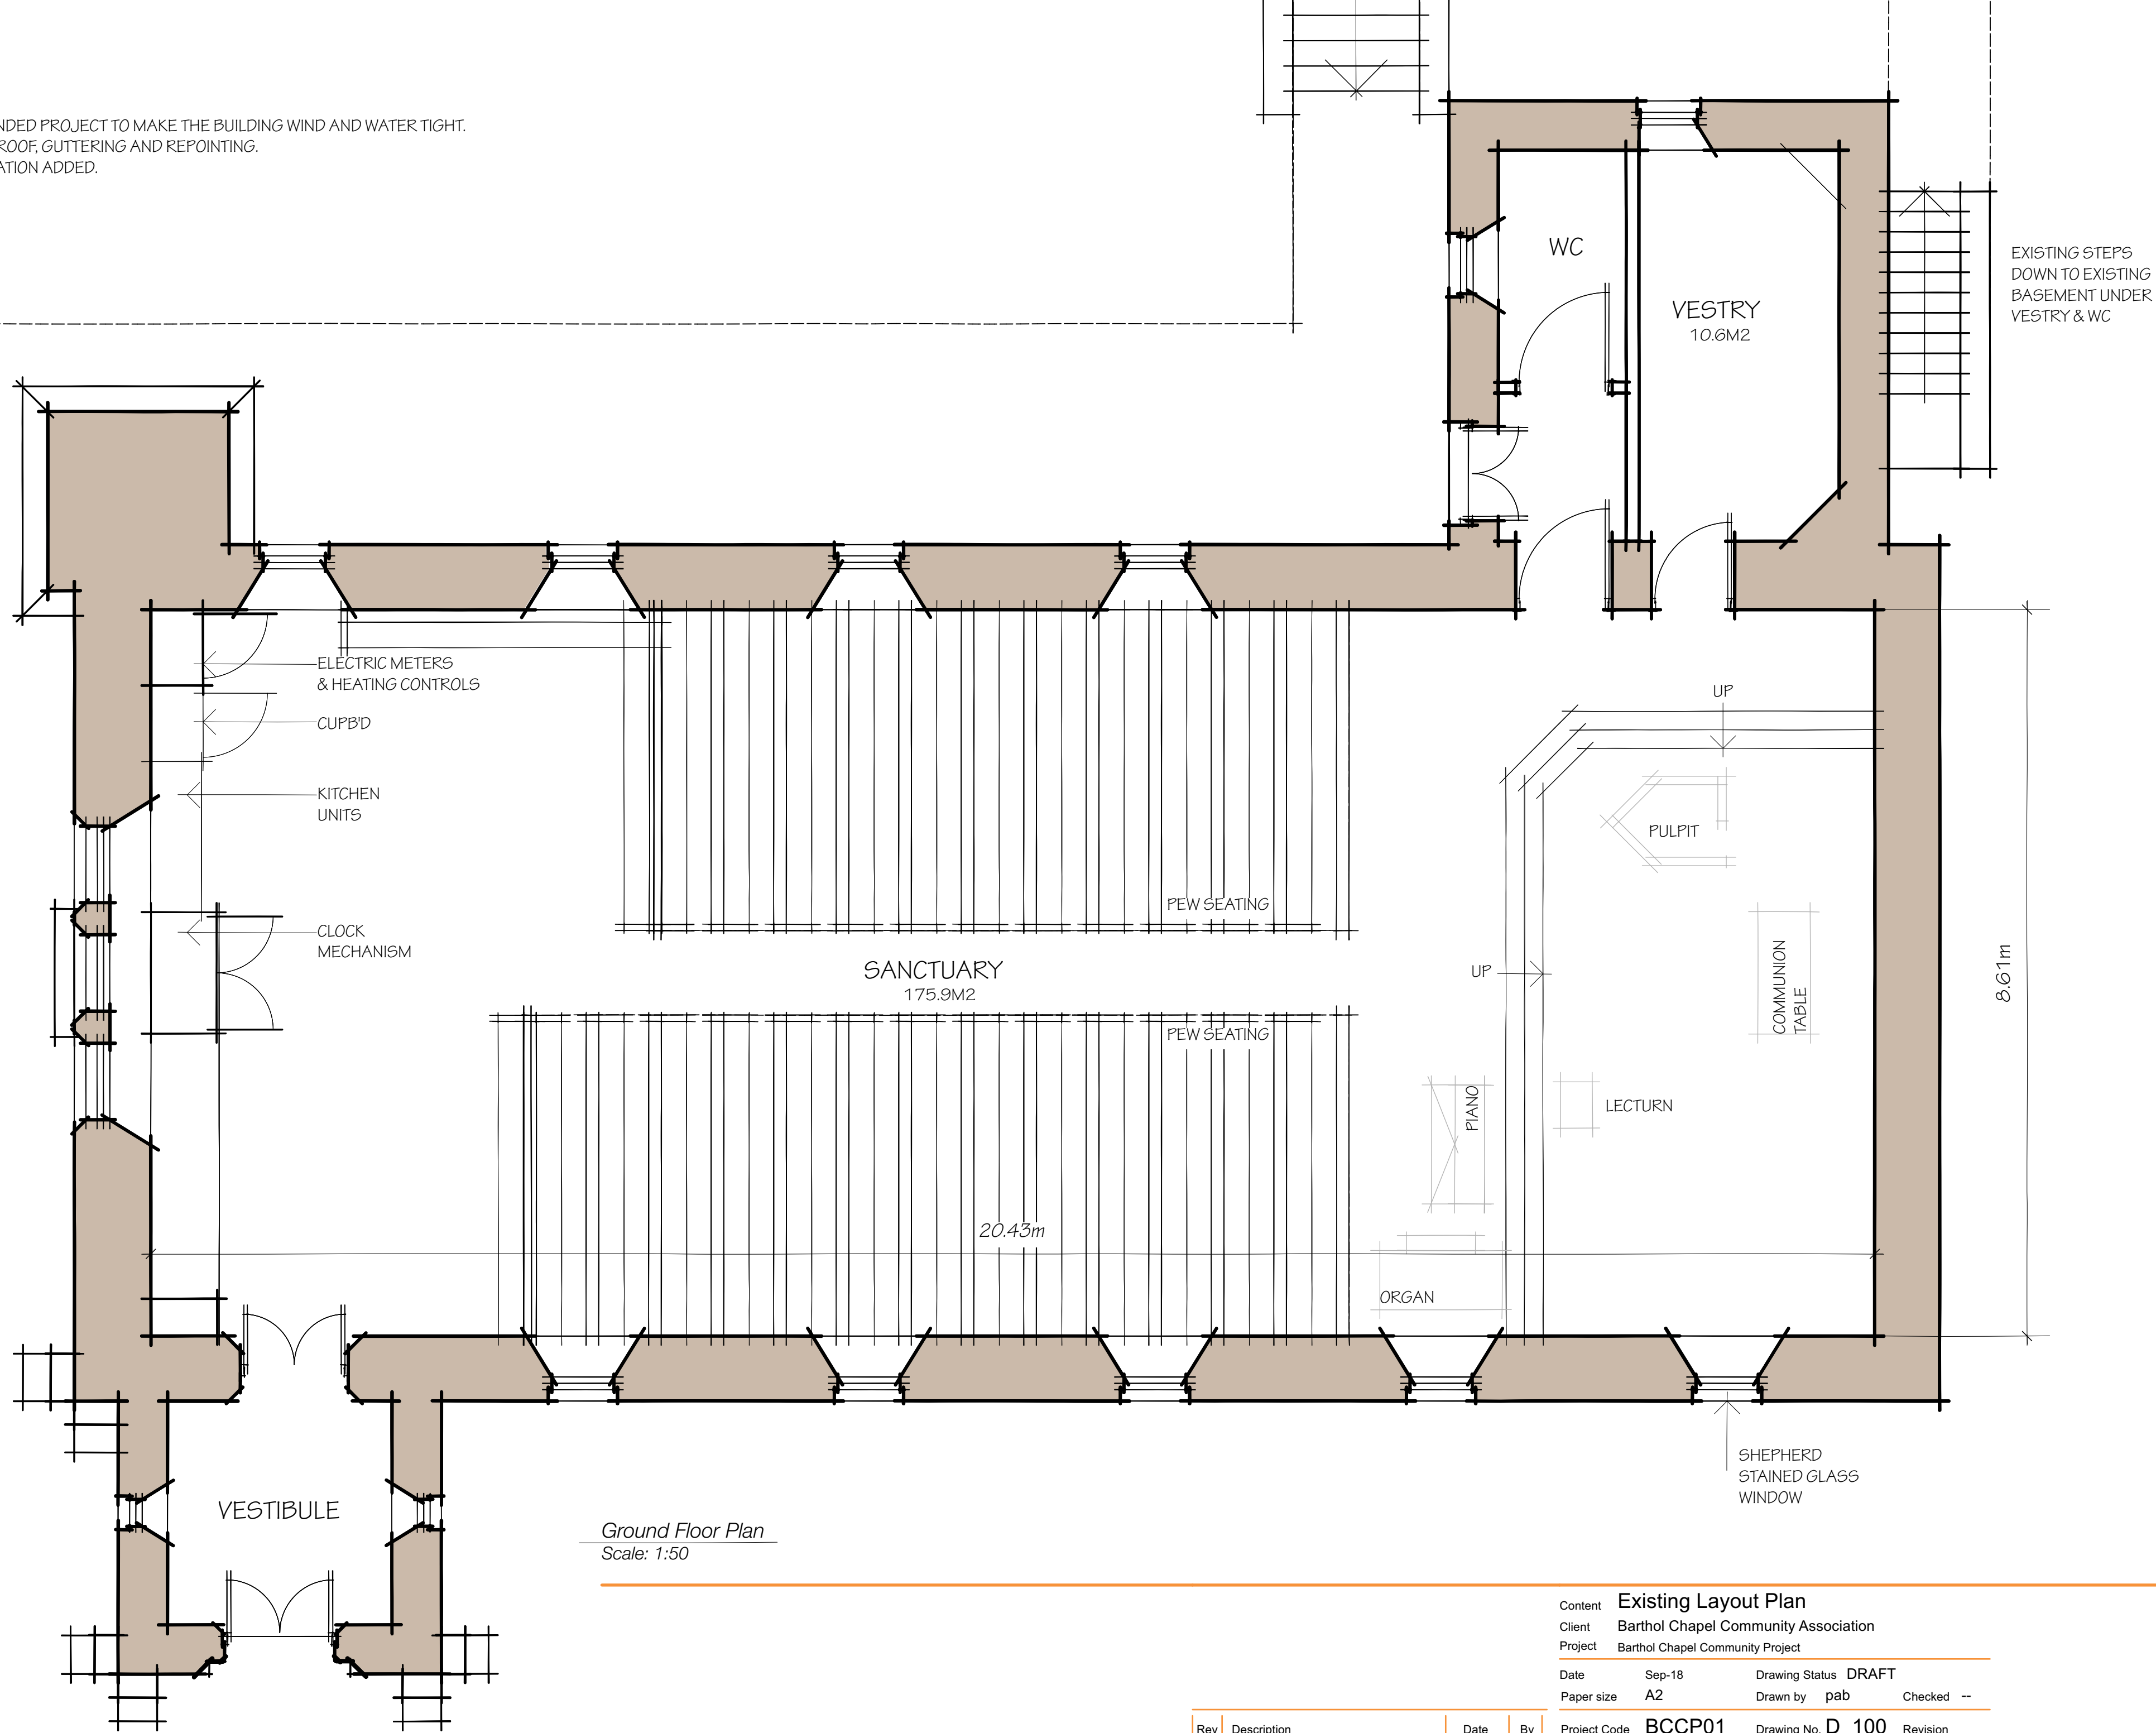 NDED PROJECT TO MAKE THE BUILDING WIND AND WATER TIGHT.
ROOF, GUTTERING AND REPOINTING.
ATION ADDED.
WC
VESTRY
10.6M2
EXISTING STEPS
DOWN TO EXISTING
BASEMENT UNDER
VESTRY & WC
ELECTRIC METERS
& HEATING CONTROLS
CUPB'D
KITCHEN
UNITS
CLOCK
MECHANISM
UP
PULPIT
PEW SEATING
SANCTUARY
175.9M2
PEW SEATING
UP
COMMUNION
TABLE
8.61m
PIANO
LECTURN
20.43m
ORGAN
SHEPHERD
STAINED GLASS
WINDOW
VESTIBULE
Ground Floor Plan
Scale: 1:50
Content Existing Layout Plan
Client Barthol Chapel Community Association
Project Barthol Chapel Community Project
Date Sep-18 Drawing Status DRAFT
Paper size A2 Drawn by pab Checked --
Rev Description Date By
Project Code BCCP01 Drawing No. D_100 Revision